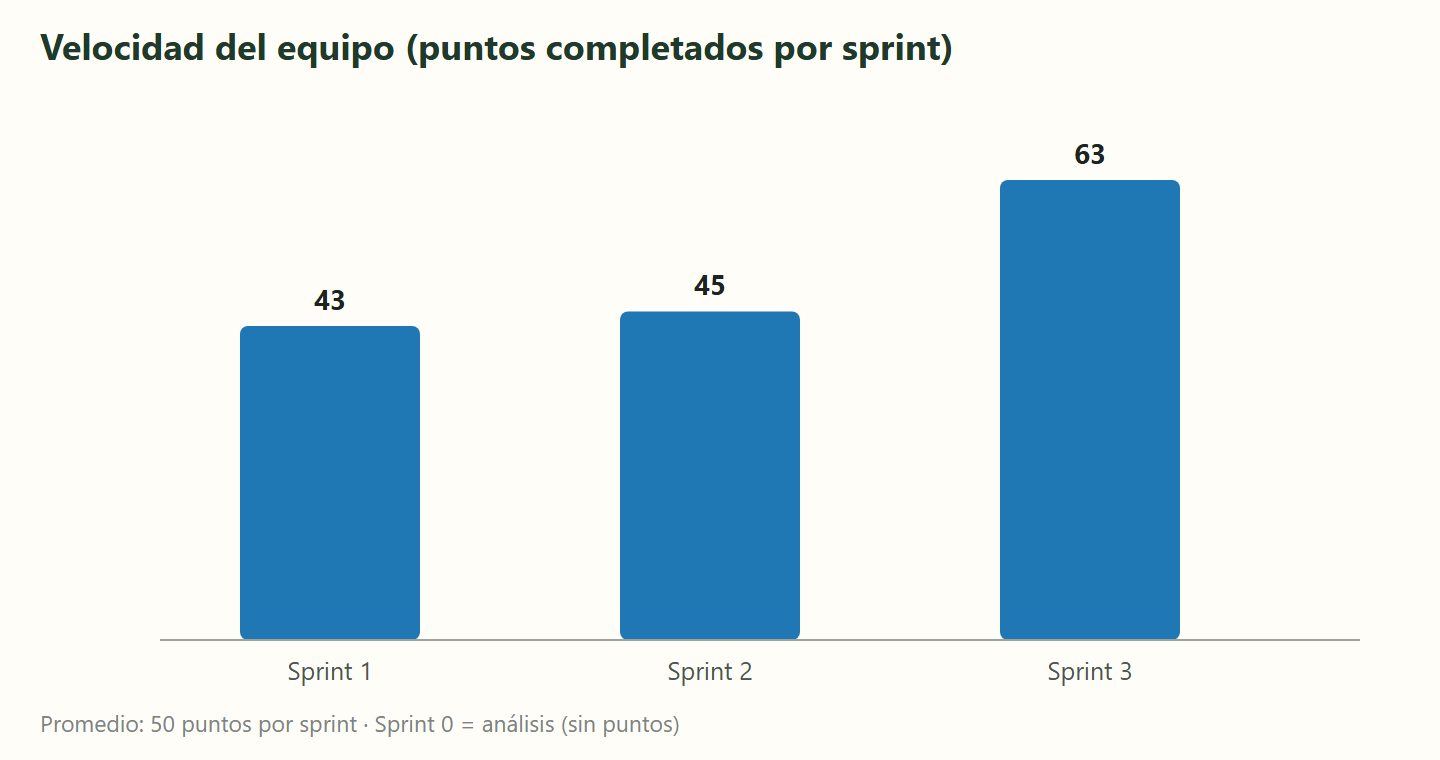 Velocidad del equipo (puntos completados por sprint)
63
45
43
Sprint 1
Sprint 2
Sprint 3
Promedio: 50 puntos por sprint · Sprint 0 = análisis (sin puntos)